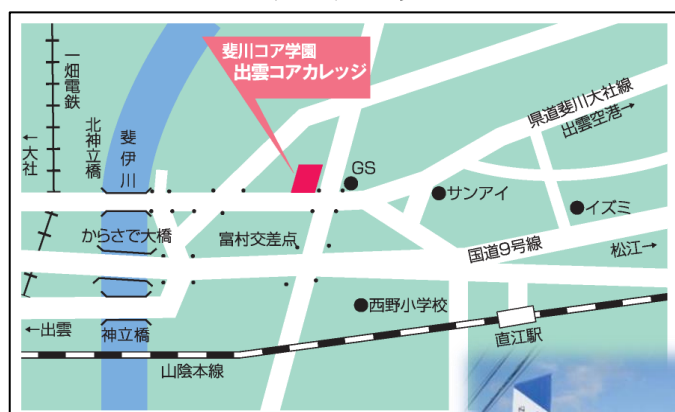 斐川コア学園
出雲コアカレッジ
一畑電鉄
北神立橋
斐伊川
←大社
県道斐川大社線
出雲空港→
GS
サンアイ
イズミ
からさで大橋
富村交差点
国道9号線
松江→
西野小学校
←出雲
神立橋
直江駅
山陰本線